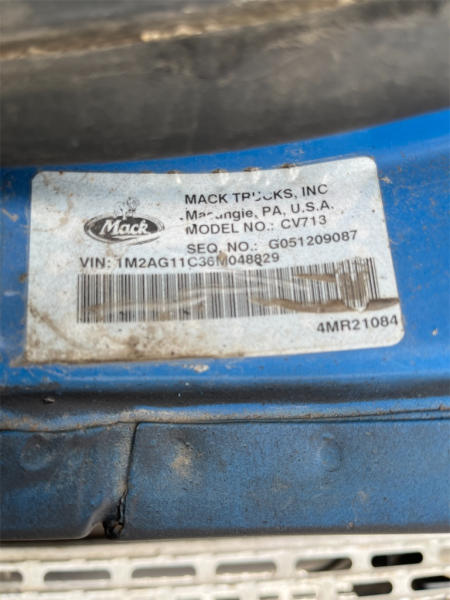 Mack
MACK TRUCKS, INC
Macungie, PA, U.S.A.
MODEL NO.: CV713
SEQ. NO.: G051209087
VIN: 1M2AG11C36M048829
4MR21084